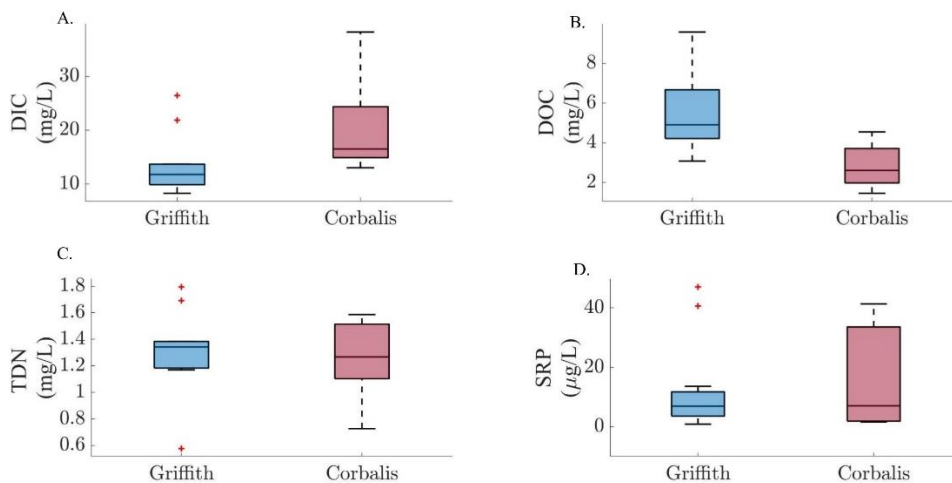 A.
DIC
(mg/L)
30
20
10
Griffith
Corbalis
B.
DOC
(mg/L)
8
6
4
2
Griffith
Corbalis
C.
TDN
(mg/L)
1.8
1.6
1.4
1.2
1
0.8
0.6
Griffith
Corbalis
D.
SRP
(μg/L)
40
20
0
Griffith
Corbalis